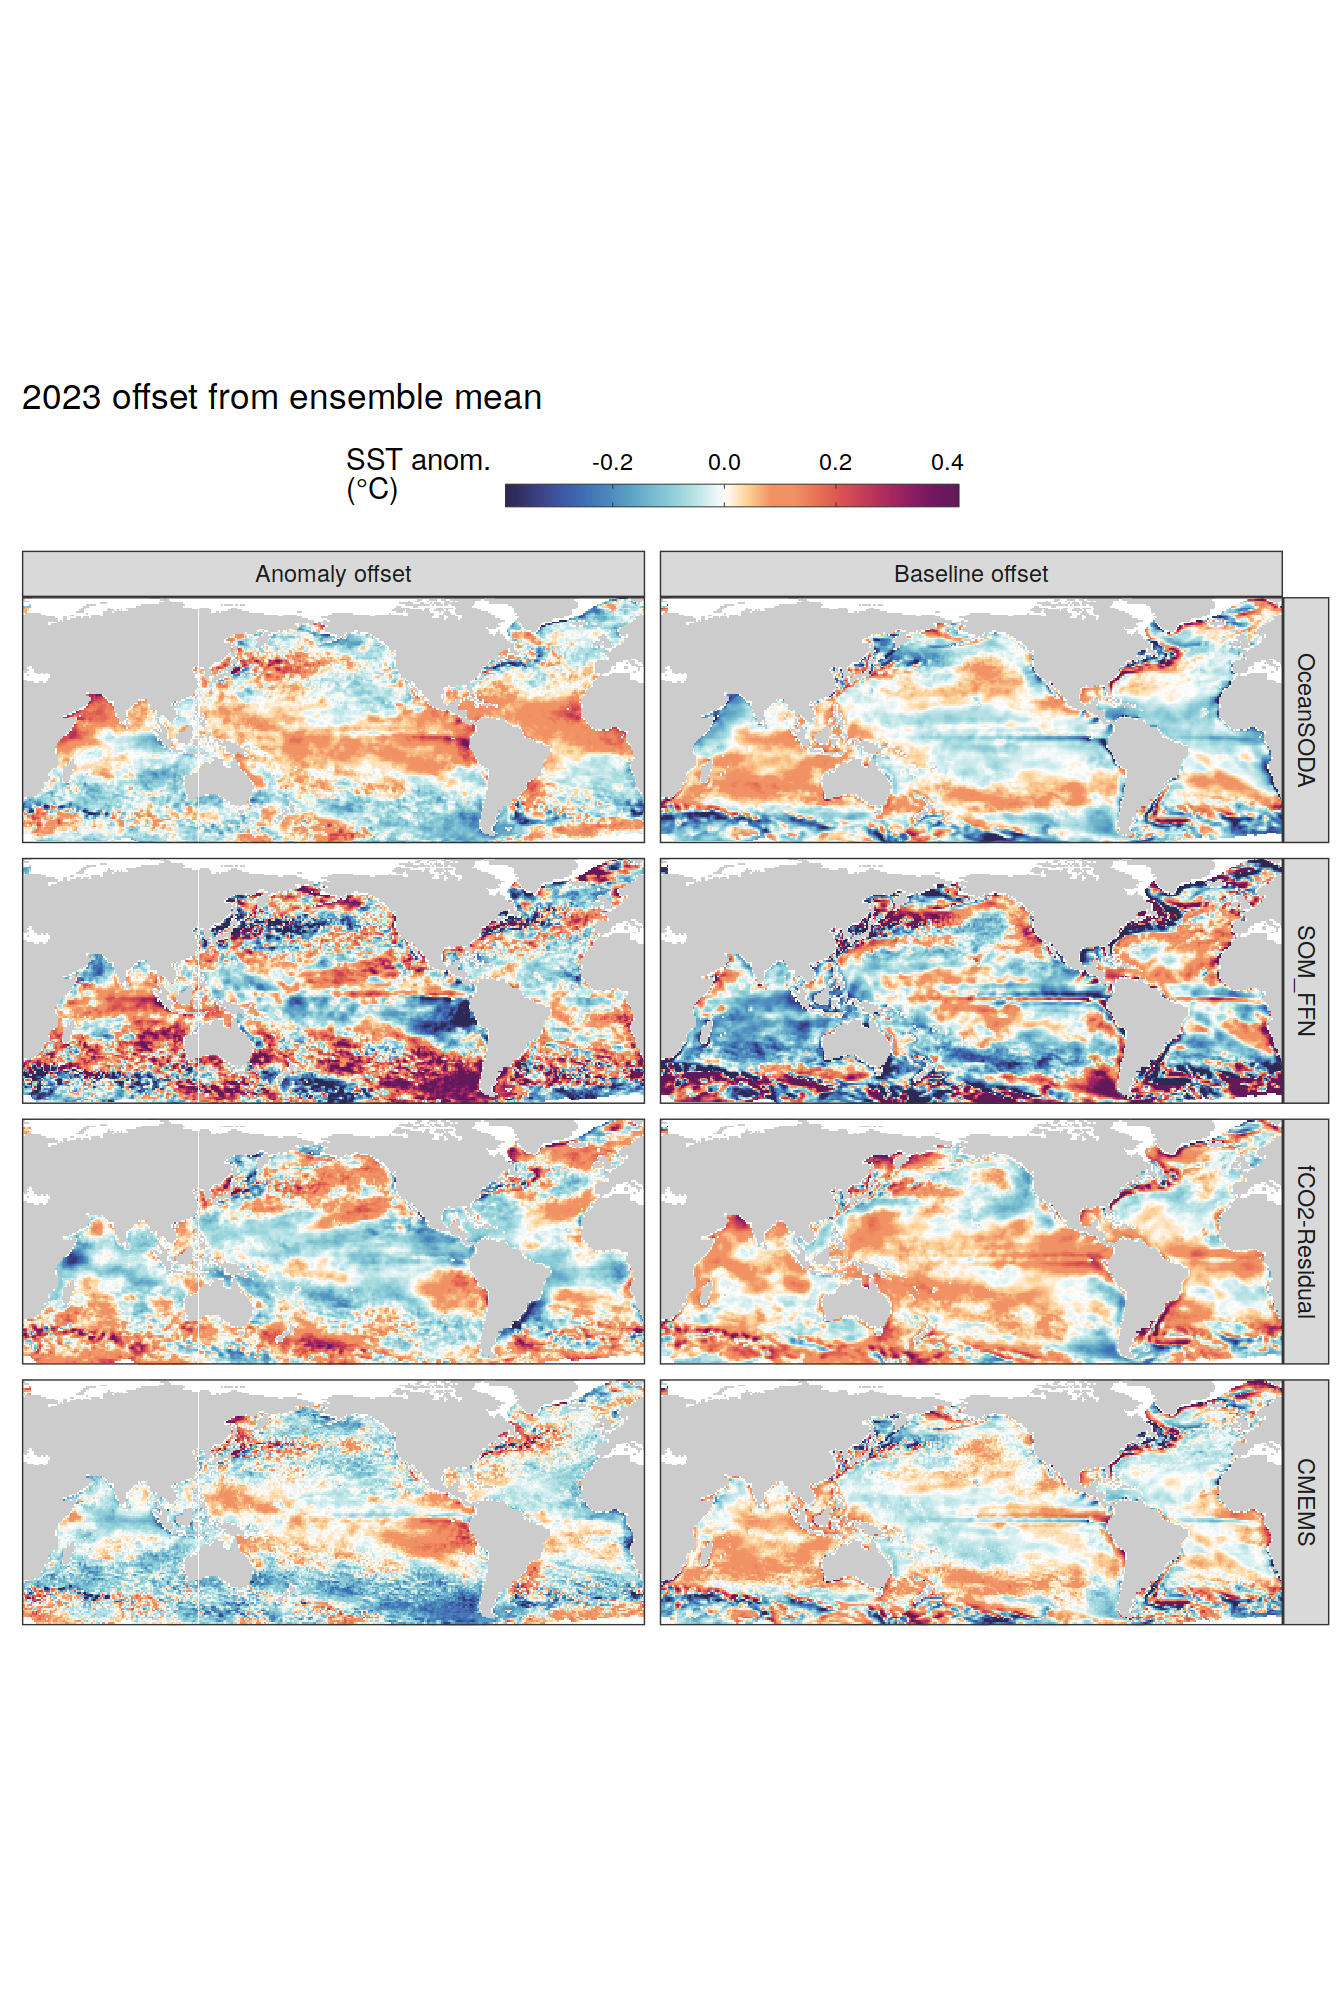 2023 offset from ensemble mean
SST anom.
(°C)
-0.2 0.0 0.2 0.4
Anomaly offset
Baseline offset
OceanSODA
SOM_FFN
fCO2-Residual
CMEMS